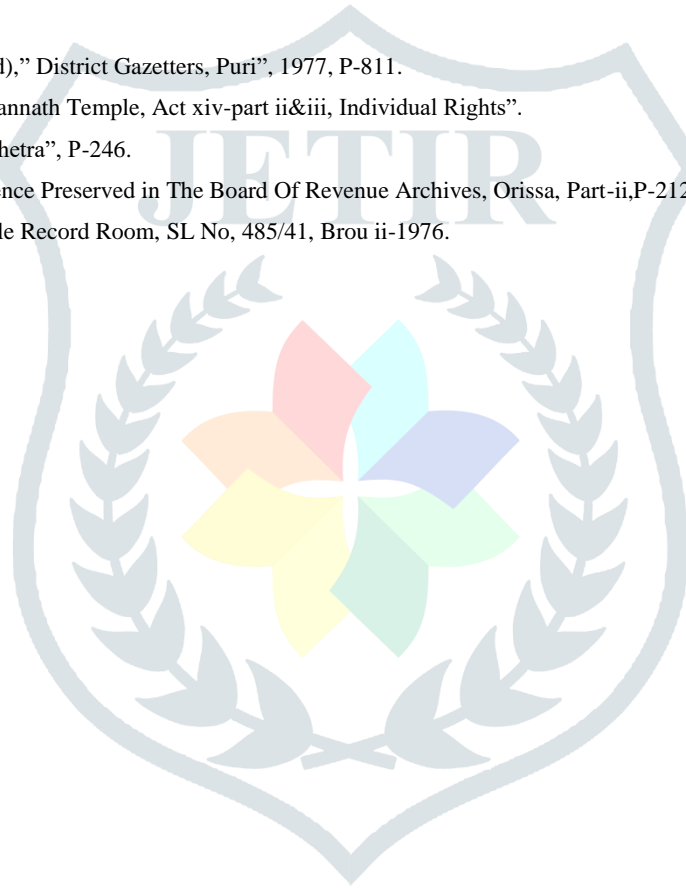 d),” District Gazetters, Puri”, 1977, P-811.
annath Temple, Act xiv-part ii&iii, Individual Rights”.
hetra”, P-246.
ence Preserved in The Board Of Revenue Archives, Orissa, Part-ii,P-212
le Record Room, SL No, 485/41, Brou ii-1976.
JETIR